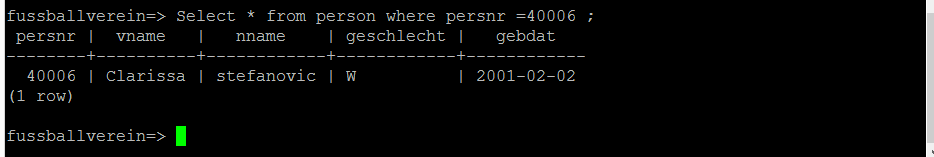 fussballverein=> Select * from person where persnr =40006 ;
 persnr |  vname   |   nname    | geschlecht |   gebdat
--------+----------+------------+------------+------------
  40006 | Clarissa | stefanovic | W          | 2001-02-02
(1 row)
fussballverein=>